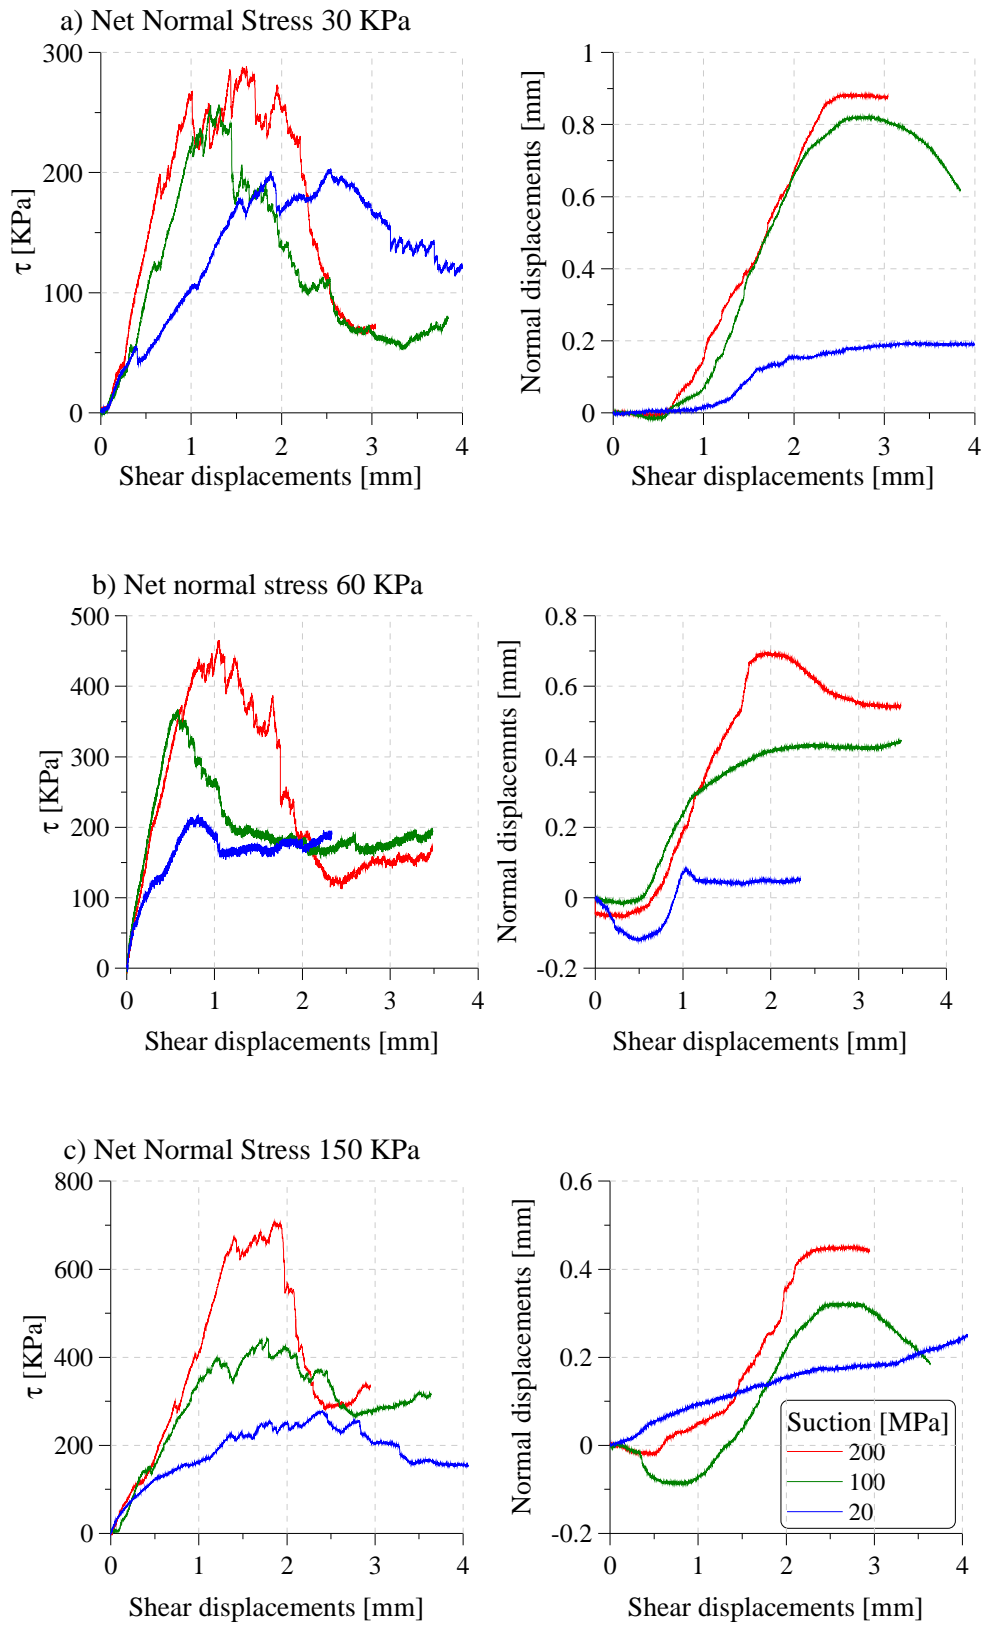 a) Net Normal Stress 30 KPa
300
200
100
0
τ [KPa]
0 1 2 3 4
Shear displacements [mm]
1
0.8
0.6
0.4
0.2
0
Normal displacements [mm]
0 1 2 3 4
Shear displacements [mm]
b) Net normal stress 60 KPa
500
400
300
200
100
0
τ [KPa]
0 1 2 3 4
Shear displacements [mm]
0.8
0.6
0.4
0.2
0
-0.2
Normal displacemnts [mm]
0 1 2 3 4
Shear displacements [mm]
c) Net Normal Stress 150 KPa
800
600
400
200
0
τ [KPa]
0 1 2 3 4
Shear displacements [mm]
0.6
0.4
0.2
0
-0.2
Normal displacements [mm]
Suction [MPa]
200
100
20
0 1 2 3 4
Shear displacements [mm]